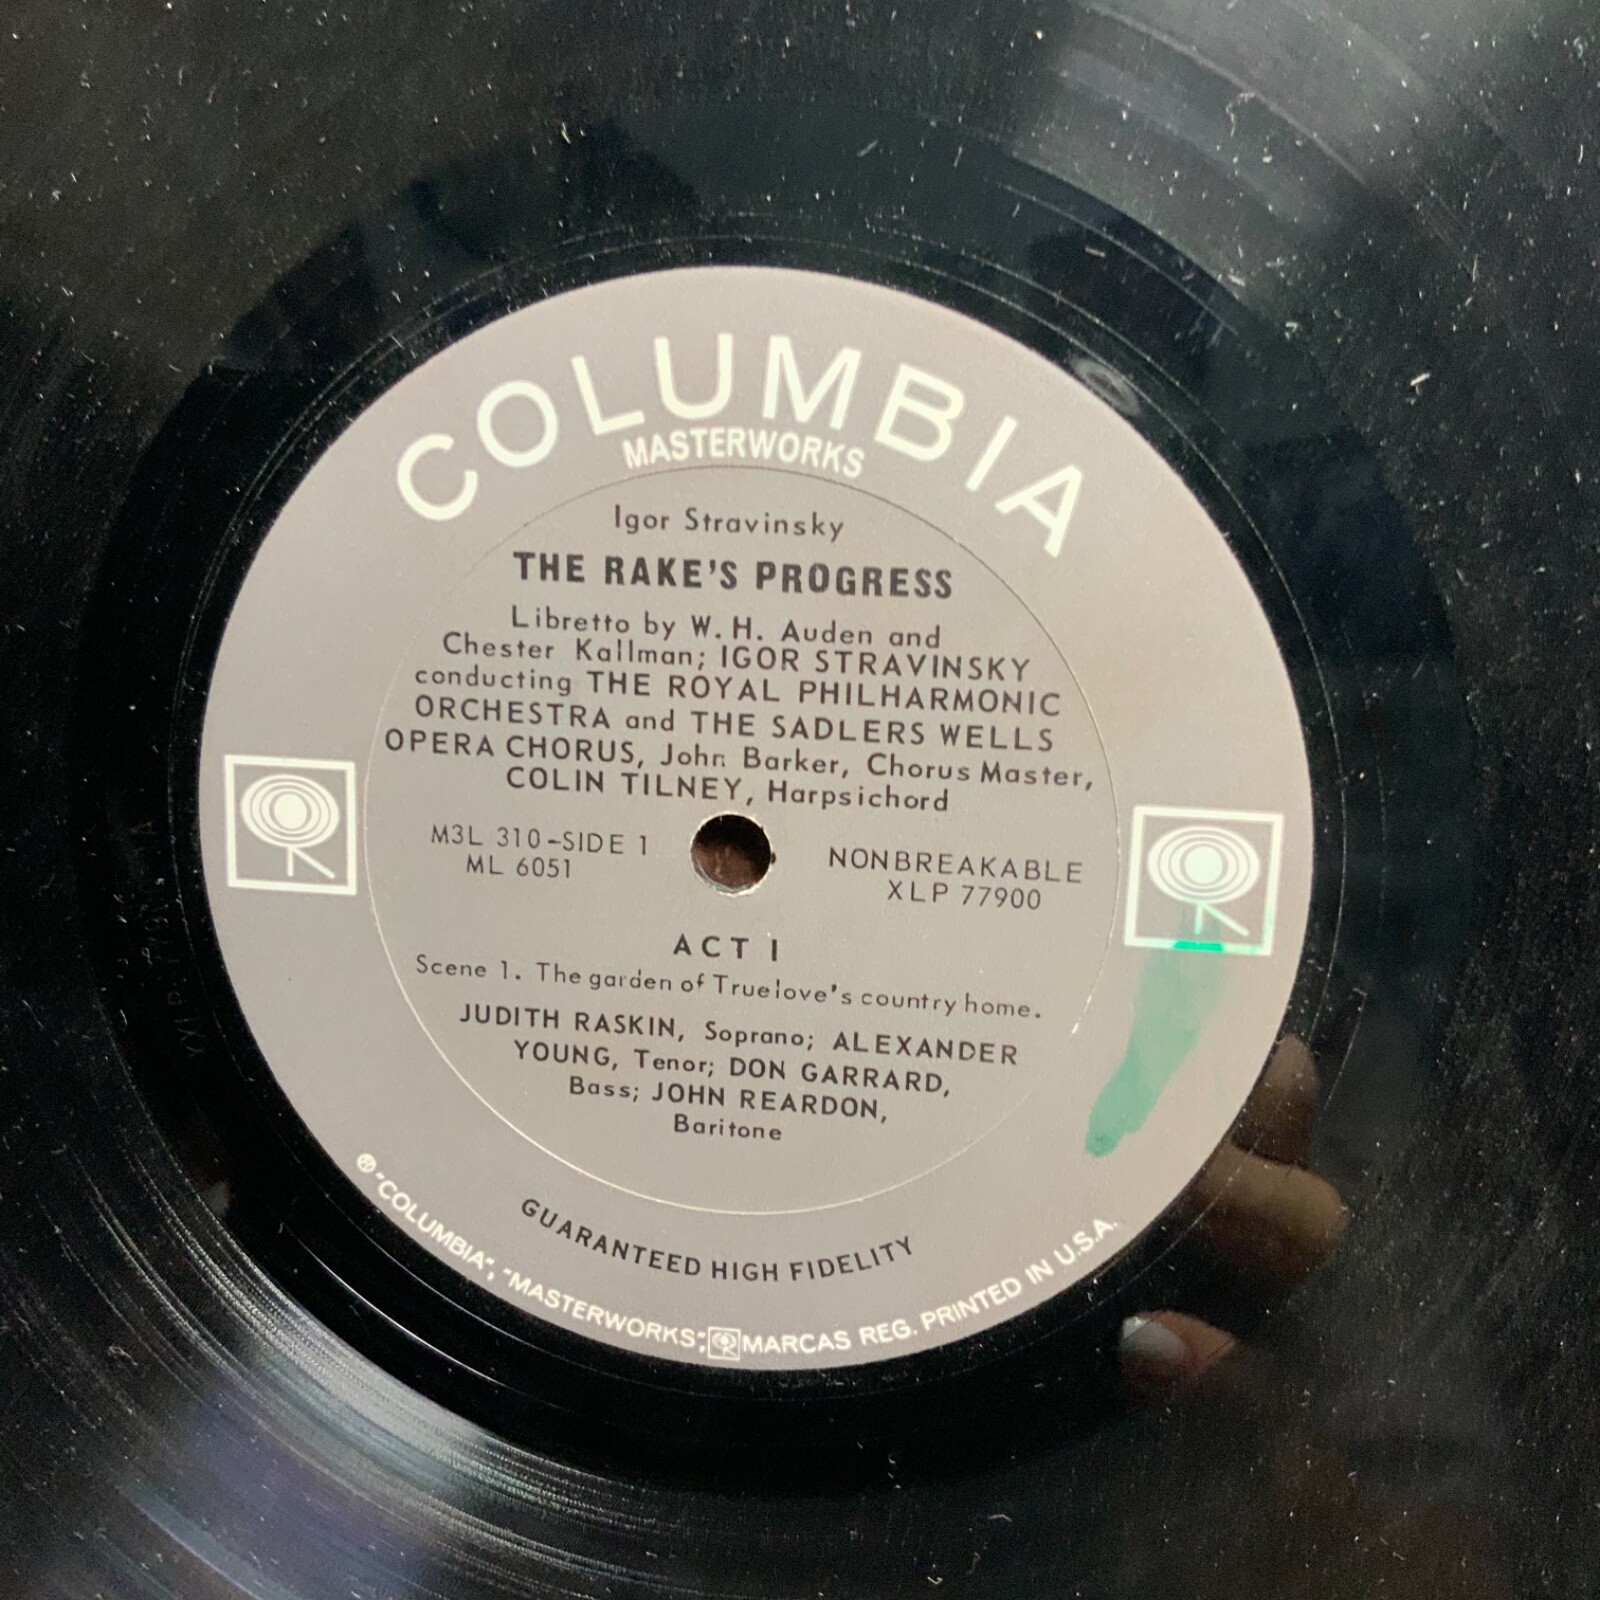 COLUMBIA
MASTERWORKS
Igor Stravinsky
THE RAKE'S PROGRESS
Libretto by W. H. Auden and
Chester Kallman; IGOR STRAVINSKY
conducting THE ROYAL PHILHARMONIC
ORCHESTRA and THE SADLERS WELLS
OPERA CHORUS, John Barker, Chorus Master,
COLIN TILNEY, Harpsichord
M3L 310-SIDE 1
ML 6051
NONBREAKABLE
XLP 77900
ACT I
Scene 1. The garden of Truelove's country home.
JUDITH RASKIN, Soprano; ALEXANDER
YOUNG, Tenor; DON GARRARD,
Bass; JOHN REARDON,
Baritone
GUARANTEED HIGH FIDELITY
® "COLUMBIA", "MASTERWORKS", MARCAS REG. PRINTED IN U.S.A.